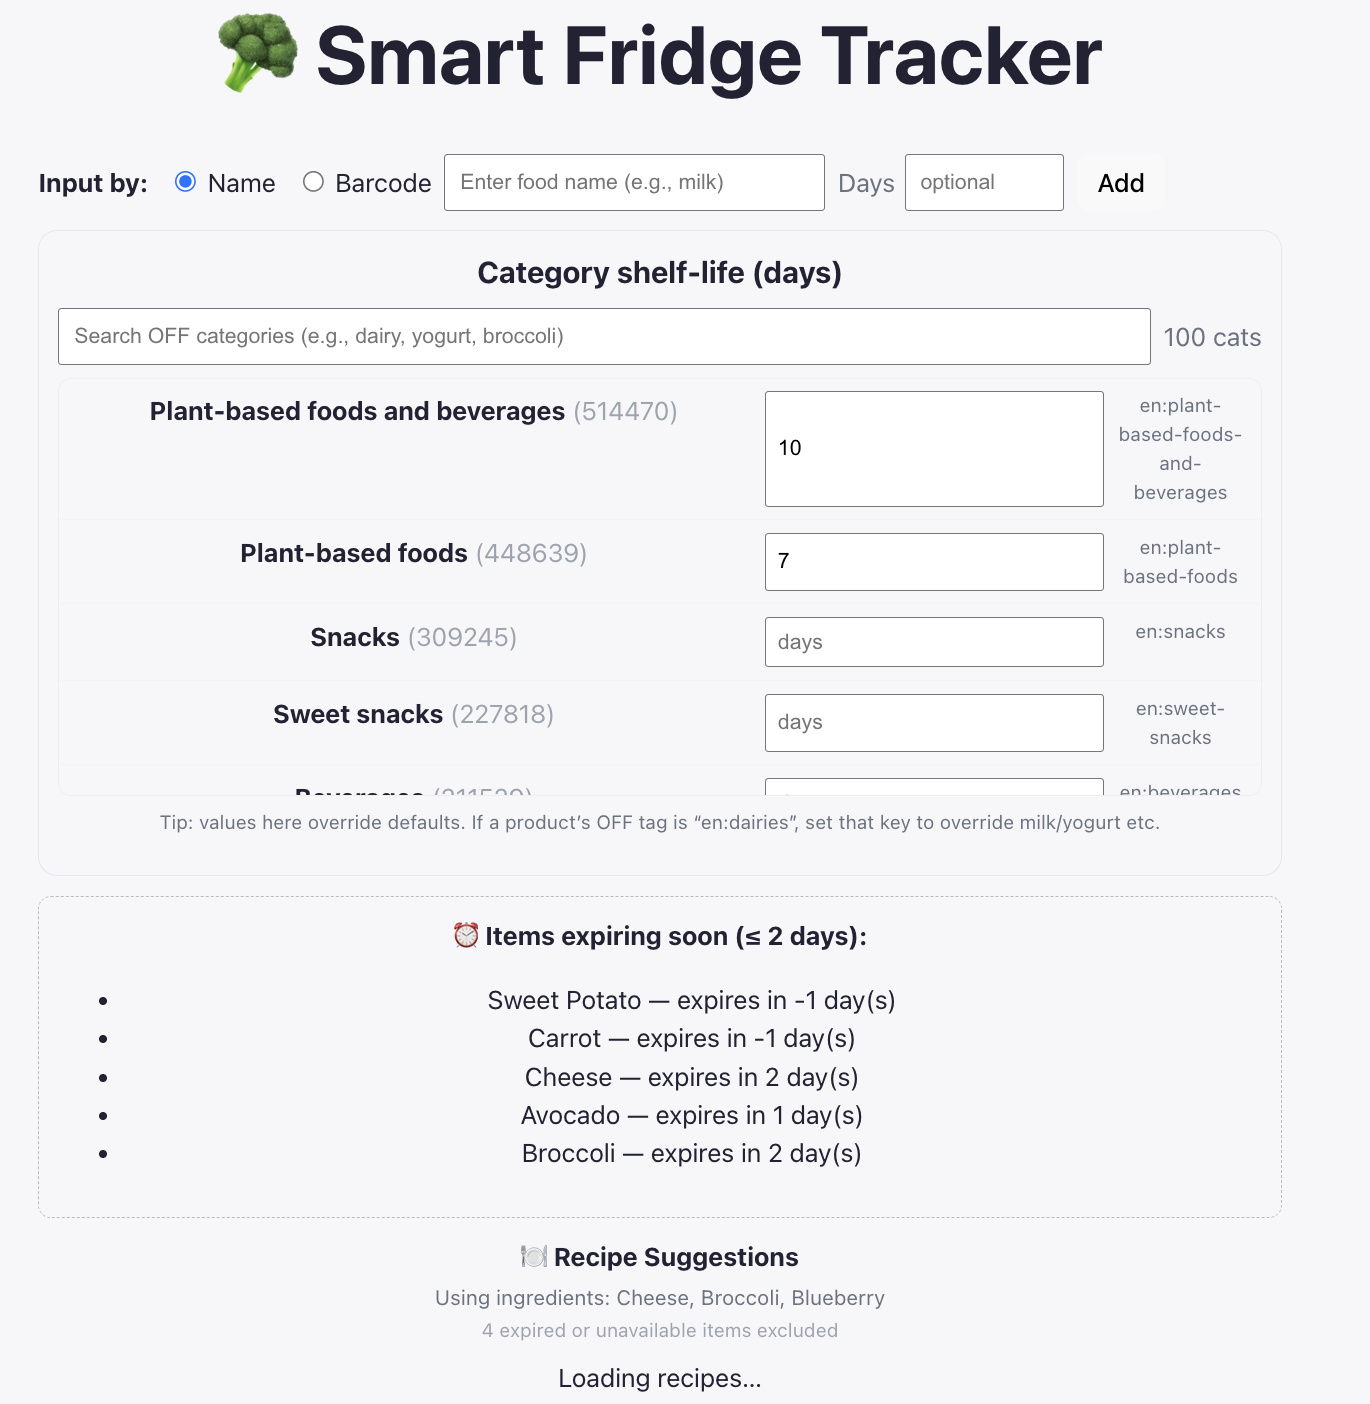 Smart Fridge Tracker
Input by: Name Barcode Enter food name (e.g., milk) Days optional Add
Category shelf-life (days)
Search OFF categories (e.g., dairy, yogurt, broccoli) 100 cats
Plant-based foods and beverages (514470) 10 en:plant-
based-foods-
and-
beverages
Plant-based foods (448639) 7 en:plant-
based-foods
Snacks (309245) days en:snacks
Sweet snacks (227818) days en:sweet-
snacks
Beverages en:beverages
Tip: values here override defaults. If a product’s OFF tag is “en:dairies”, set that key to override milk/yogurt etc.
⏰ Items expiring soon (≤ 2 days):
• Sweet Potato — expires in -1 day(s)
• Carrot — expires in -1 day(s)
• Cheese — expires in 2 day(s)
• Avocado — expires in 1 day(s)
• Broccoli — expires in 2 day(s)
🍽️ Recipe Suggestions
Using ingredients: Cheese, Broccoli, Blueberry
4 expired or unavailable items excluded
Loading recipes...